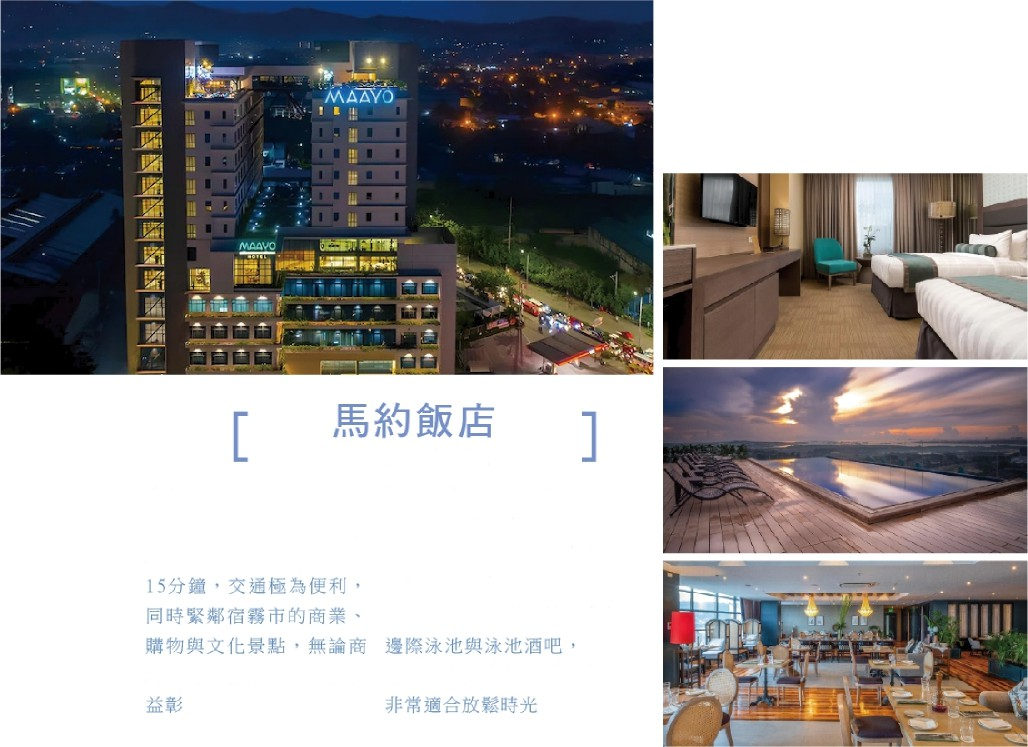 MAAYO
MAAYO
HOTEL
[ 馬約飯店 ]
15分鐘，交通極為便利，
同時緊鄰宿霧市的商業、
購物與文化景點，無論商
益彰
邊際泳池與泳池酒吧，
非常適合放鬆時光